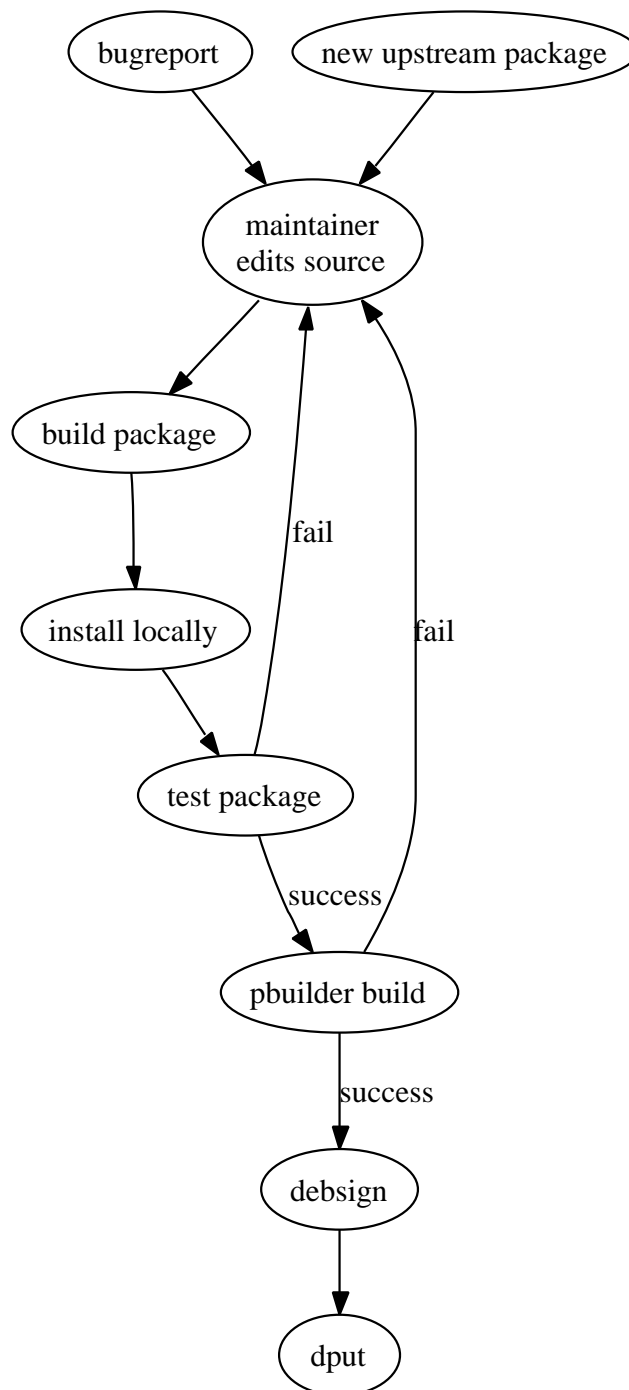 bugreport
new upstream package
maintainer
edits source
build package
fail
install locally
fail
test package
success
pbuilder build
success
debsign
dput